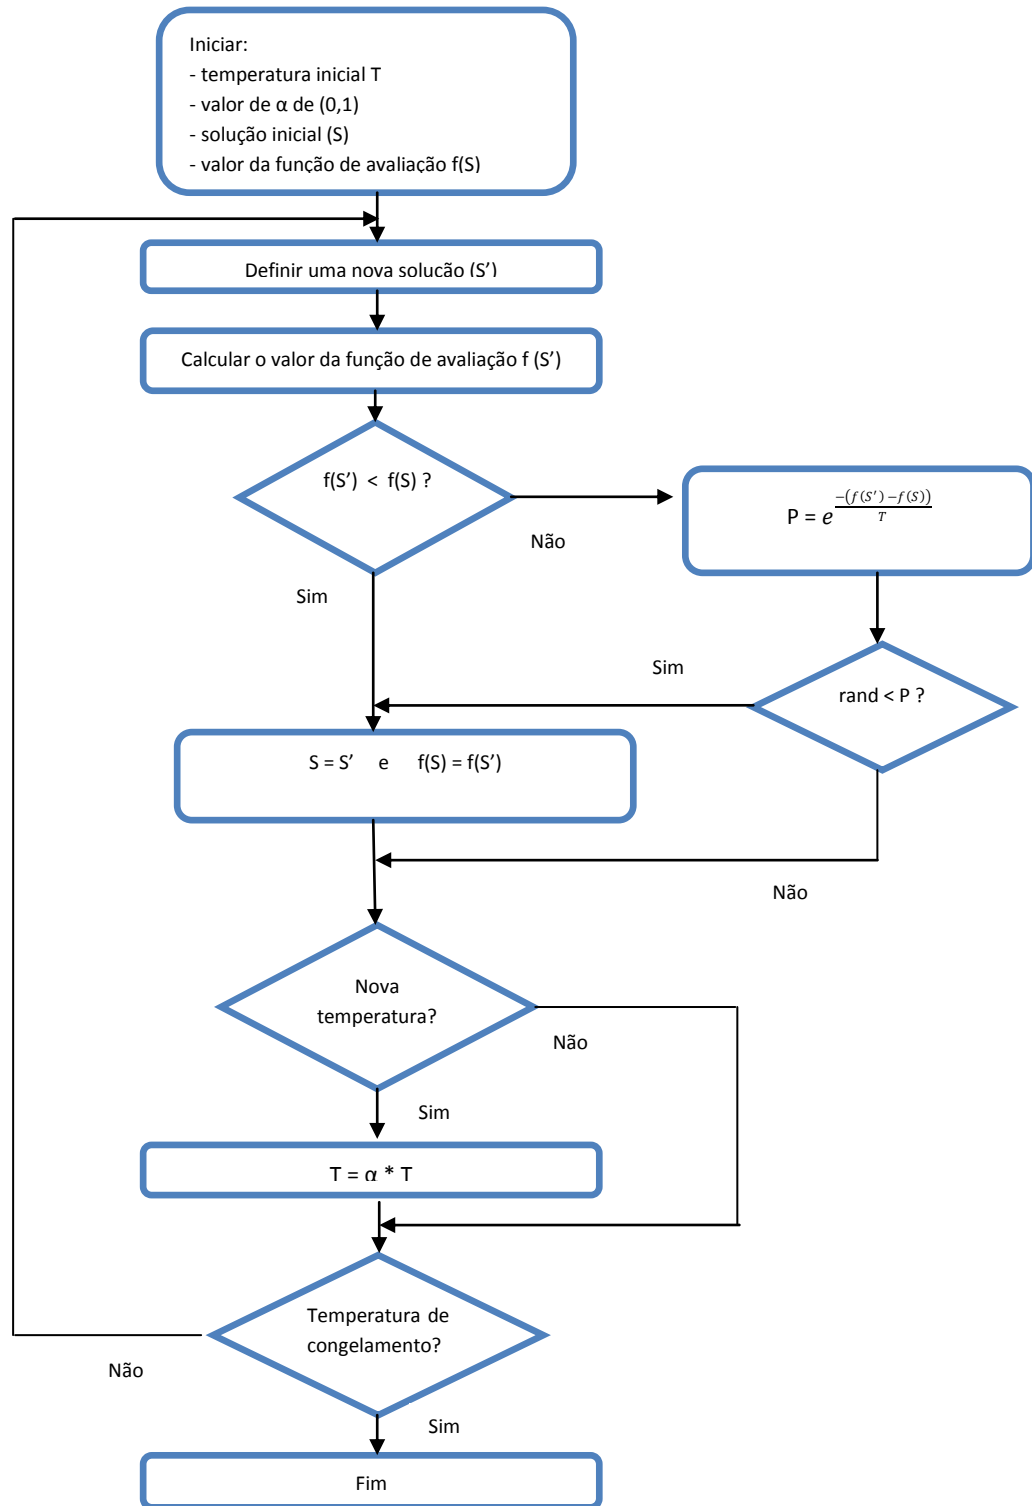 Iniciar:
- temperatura inicial T
- valor de α de (0,1)
- solução inicial (S)
- valor da função de avaliação f(S)
Definir uma nova solução (S’)
Calcular o valor da função de avaliação f (S’)
f(S’) < f(S) ?
Não
P = e^{\frac{-(f(S')-f(S))}{T}}
Sim
Sim
rand < P ?
S = S’ e f(S) = f(S’)
Não
Nova
temperatura?
Não
Sim
T = α * T
Temperatura de
congelamento?
Não
Sim
Fim